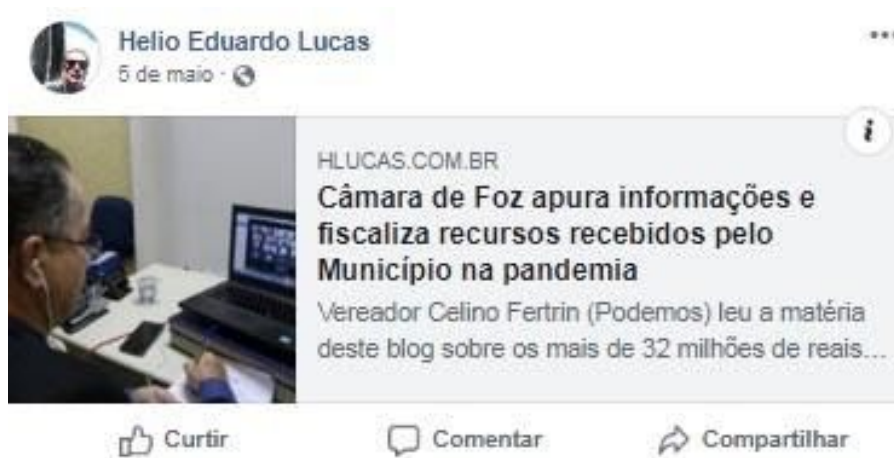 Helio Eduardo Lucas
5 de maio ·
HLUCAS.COM.BR
Câmara de Foz apura informações e
fiscaliza recursos recebidos pelo
Município na pandemia
Vereador Celino Fertrin (Podemos) leu a matéria
deste blog sobre os mais de 32 milhões de reais...
Curtir
Comentar
Compartilhar